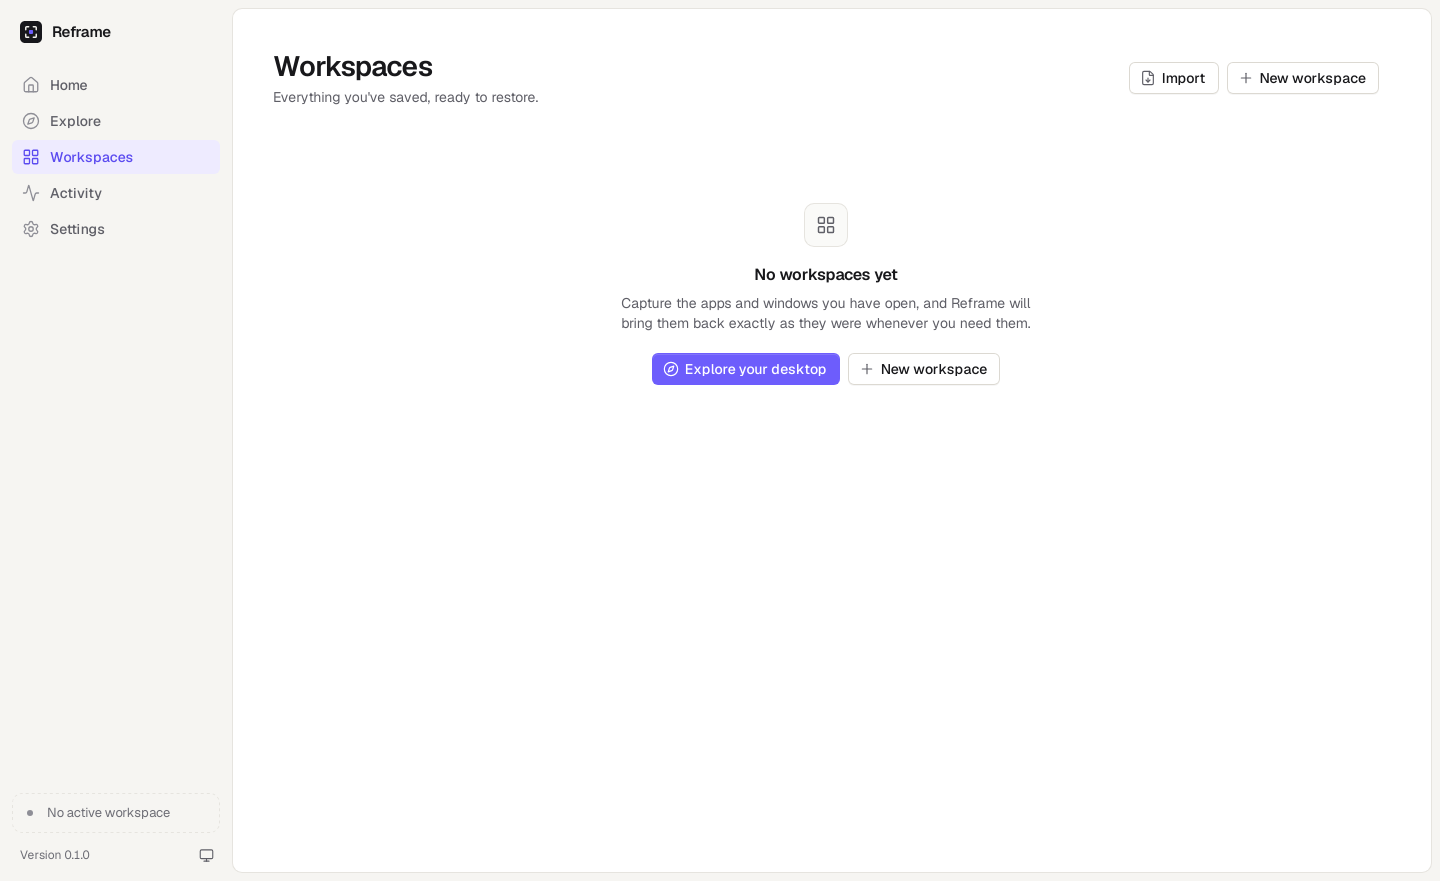 Reframe
Home
Explore
Workspaces
Activity
Settings
No active workspace
Version 0.1.0
Workspaces
Everything you've saved, ready to restore.
Import
New workspace
No workspaces yet
Capture the apps and windows you have open, and Reframe will
bring them back exactly as they were whenever you need them.
Explore your desktop
New workspace